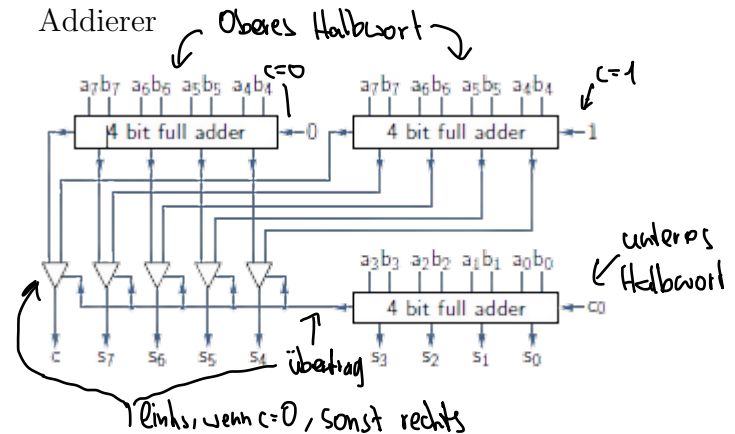 Addierer
Oberes Halbwort
c=0
c=1
a7b7 a6b6 a5b5 a4b4
a7b7 a6b6 a5b5 a4b4
4 bit full adder
0
4 bit full adder
1
unteres
Halbwort
a3b3 a2b2 a1b1 a0b0
4 bit full adder
c0
c s7 s6 s5 s4
s3 s2 s1 s0
übertrag
links, wenn c=0, sonst rechts